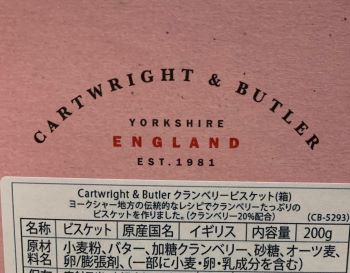 CARTWRIGHT & BUTLER
YORKSHIRE
ENGLAND
EST. 1981
Cartwright & Butler クランベリービスケット(箱)
ヨークシャー地方の伝統的なレシピでクランベリーたっぷりの
ビスケットを作りました。(クランベリー20%配合) (CB-5293)
名称 ビスケット 原産国名 イギリス 内容量 200g
原材 小麦粉、バター、加糖クランベリー、砂糖、オーツ麦、
料名 卵/膨張剤、(一部に小麦・卵・乳成分を含む)